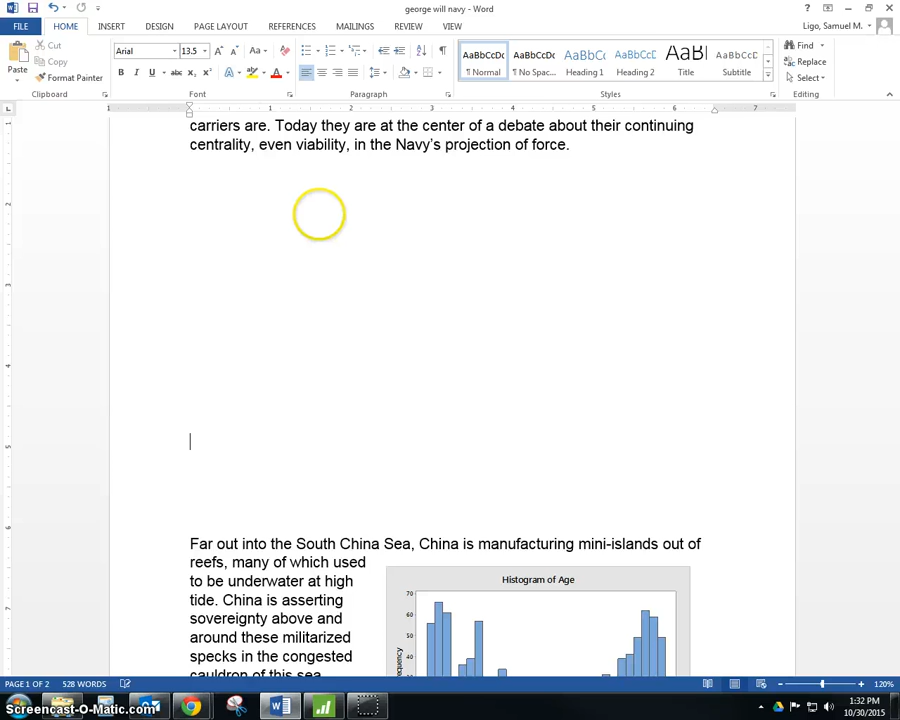 george will navy - Word
Ligo, Samuel M.
FILE
HOME
INSERT
DESIGN
PAGE LAYOUT
REFERENCES
MAILINGS
REVIEW
VIEW
Paste
Cut
Copy
Format Painter
Clipboard
Arial
13.5
Font
Paragraph
AaBbCcDc
¶ Normal
AaBbCcDc
¶ No Spac...
AaBbCc
Heading 1
AaBbCcD
Heading 2
AaBl
Title
AaBbCcD
Subtitle
Styles
Find
Replace
Select
Editing
carriers are. Today they are at the center of a debate about their continuing
centrality, even viability, in the Navy's projection of force.
Far out into the South China Sea, China is manufacturing mini-islands out of
reefs, many of which used
to be underwater at high
tide. China is asserting
sovereignty above and
around these militarized
specks in the congested
cauldron of this sea
Histogram of Age
70
60
50
40
PAGE 1 OF 2
528 WORDS
120%
Screencast-O-Matic.com
1:32 PM
10/30/2015